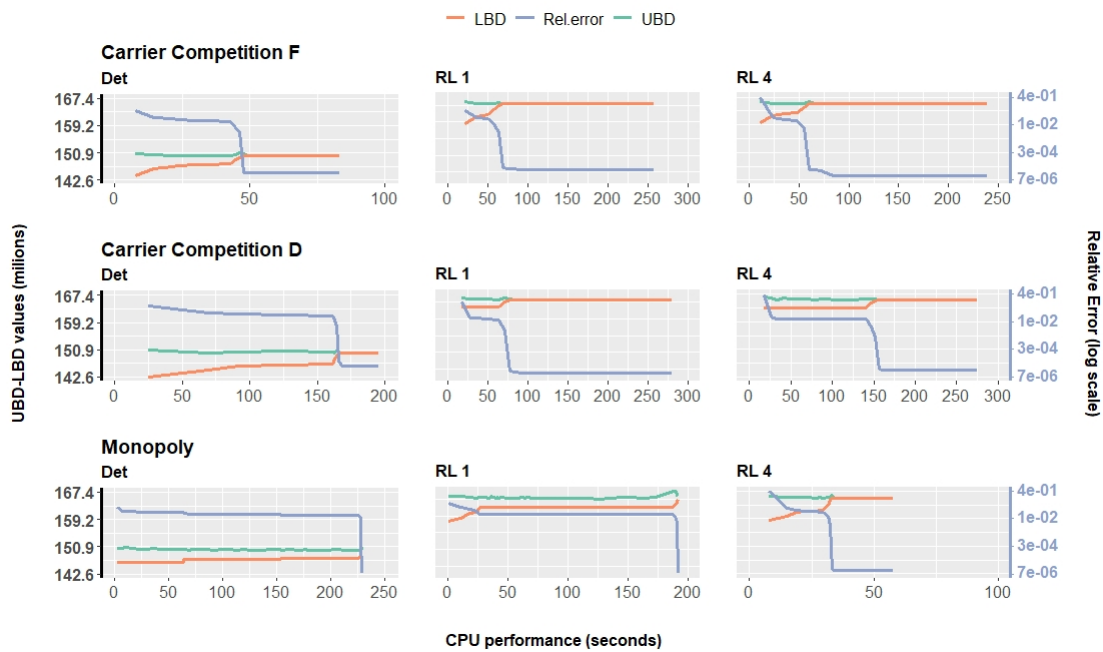 LBD Rel.error UBD
Carrier Competition F
Det RL 1 RL 4
167.4
159.2
150.9
142.6
4e-01
1e-02
3e-04
7e-06
0 50 100
0 50 100 150 200 250 300
0 50 100 150 200 250
Carrier Competition D
Det RL 1 RL 4
167.4
159.2
150.9
142.6
4e-01
1e-02
3e-04
7e-06
0 50 100 150 200
0 50 100 150 200 250 300
0 50 100 150 200 250 300
Monopoly
Det RL 1 RL 4
167.4
159.2
150.9
142.6
4e-01
1e-02
3e-04
7e-06
0 50 100 150 200 250
0 50 100 150 200
0 50 100
UBD-LBD values (milions)
Relative Error (log scale)
CPU performance (seconds)